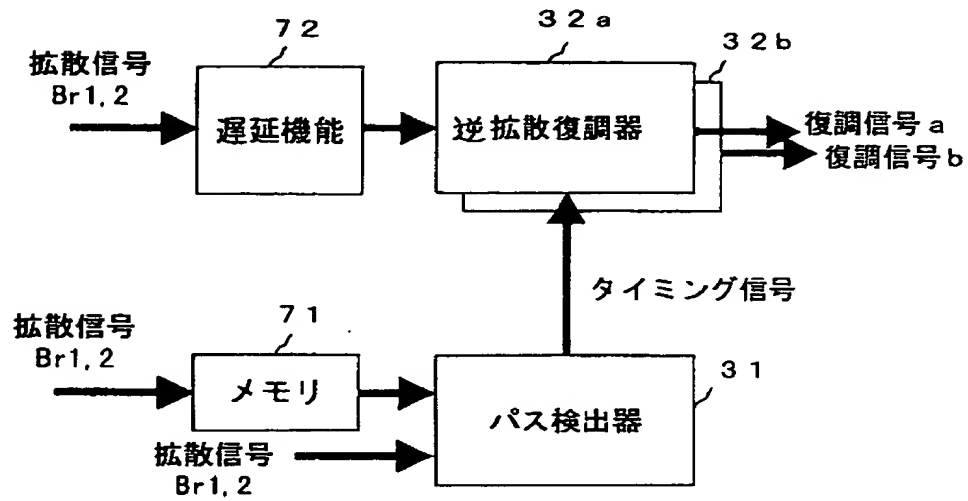 ７２
３２ａ
３２ｂ
拡散信号
Br1,2
遅延機能
逆拡散復調器
復調信号ａ
復調信号ｂ
タイミング信号
７１
３１
拡散信号
Br1,2
メモリ
パス検出器
拡散信号
Br1,2